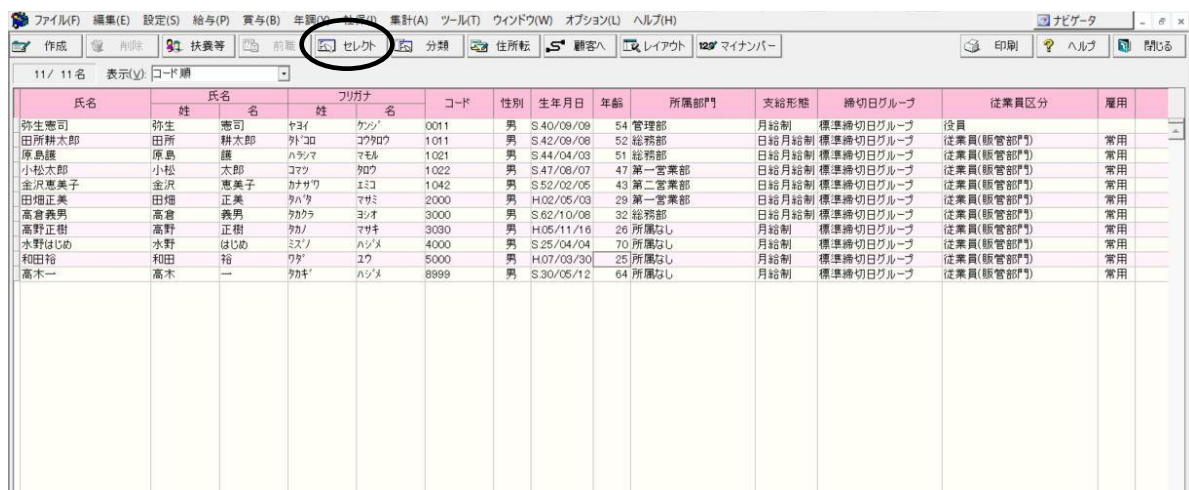 ファイル(F) 編集(E) 設定(S) 給与(P) 賞与(B) 年調(Y) 社保(I) 集計(A) ツール(T) ウィンドウ(W) オプション(L) ヘルプ(H) ナビゲータ
作成 削除 扶養等 前職 セレクト 分類 住所転 顧客へ レイアウト 123 マイナンバー 印刷 ヘルプ 閉じる
11/ 11名 表示(V): コード順
氏名 氏名 フリガナ コード 性別 生年月日 年齢 所属部門 支給形態 締切日グループ 従業員区分 雇用
姓 名 姓 名
弥生憲司 弥生 憲司 ヤヨイ ケンジ 0011 男 S.40/09/09 54 管理部 月給制 標準締切日グループ 役員
田所耕太郎 田所 耕太郎 タドコロ コウタロウ 1011 男 S.42/09/08 52 総務部 日給月給制 標準締切日グループ 従業員(販管部門) 常用
原島護 原島 護 ハラシマ マモル 1021 男 S.44/04/03 51 総務部 日給月給制 標準締切日グループ 従業員(販管部門) 常用
小松太郎 小松 太郎 コマツ タロウ 1022 男 S.47/08/07 47 第一営業部 日給月給制 標準締切日グループ 従業員(販管部門) 常用
金沢恵美子 金沢 恵美子 カナザワ エミコ 1042 男 S.52/02/05 43 第二営業部 日給月給制 標準締切日グループ 従業員(販管部門) 常用
田畑正美 田畑 正美 タバタ マサミ 2000 男 H.02/05/03 29 第一営業部 日給月給制 標準締切日グループ 従業員(販管部門) 常用
高倉義男 高倉 義男 タカクラ ヨシオ 3000 男 S.62/10/08 32 総務部 日給月給制 標準締切日グループ 従業員(販管部門) 常用
高野正樹 高野 正樹 タカノ マサキ 3030 男 H.05/11/16 26 所属なし 月給制 標準締切日グループ 従業員(販管部門) 常用
水野はじめ 水野 はじめ ミズノ ハジメ 4000 男 S.25/04/04 70 所属なし 月給制 標準締切日グループ 従業員(販管部門) 常用
和田裕 和田 裕 ワダ ユウ 5000 男 H.07/03/30 25 所属なし 月給制 標準締切日グループ 従業員(販管部門) 常用
高木一 高木 一 タカギ ハジメ 8999 男 S.30/05/12 64 所属なし 月給制 標準締切日グループ 従業員(販管部門) 常用